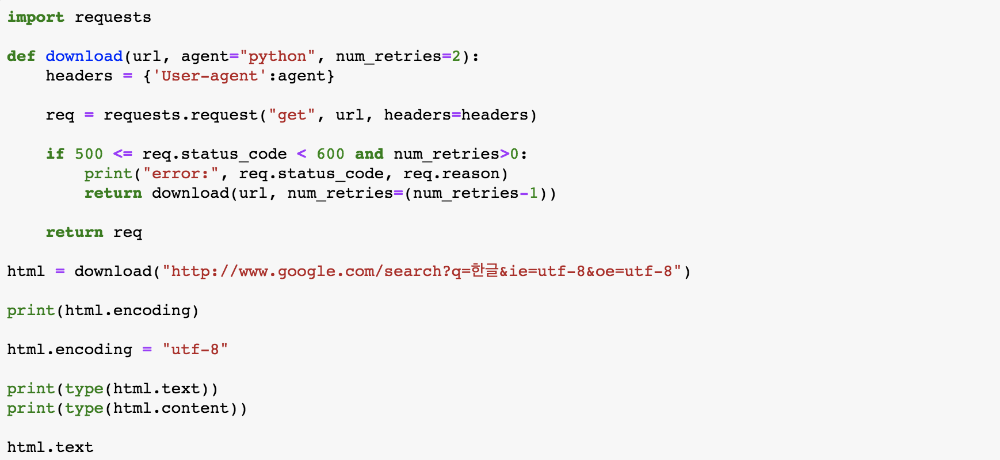 import requests
def download(url, agent="python", num_retries=2):
    headers = {'User-agent':agent}
    req = requests.request("get", url, headers=headers)
    if 500 <= req.status_code < 600 and num_retries>0:
        print("error:", req.status_code, req.reason)
        return download(url, num_retries=(num_retries-1))
    return req
html = download("http://www.google.com/search?q=한글&ie=utf-8&oe=utf-8")
print(html.encoding)
html.encoding = "utf-8"
print(type(html.text))
print(type(html.content))
html.text